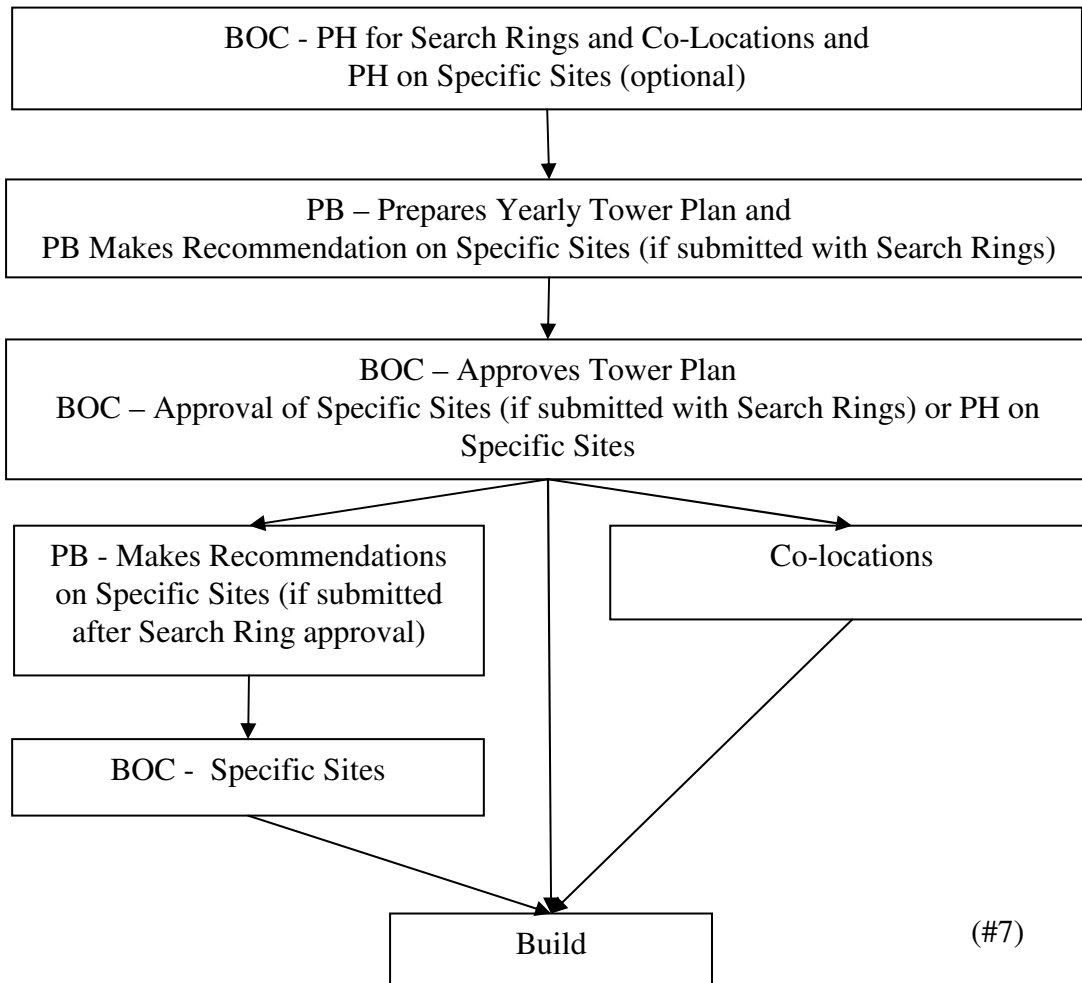 BOC - PH for Search Rings and Co-Locations and
PH on Specific Sites (optional)
PB – Prepares Yearly Tower Plan and
PB Makes Recommendation on Specific Sites (if submitted with Search Rings)
BOC – Approves Tower Plan
BOC – Approval of Specific Sites (if submitted with Search Rings) or PH on
Specific Sites
PB - Makes Recommendations
on Specific Sites (if submitted
after Search Ring approval)
Co-locations
BOC -  Specific Sites
Build
(#7)